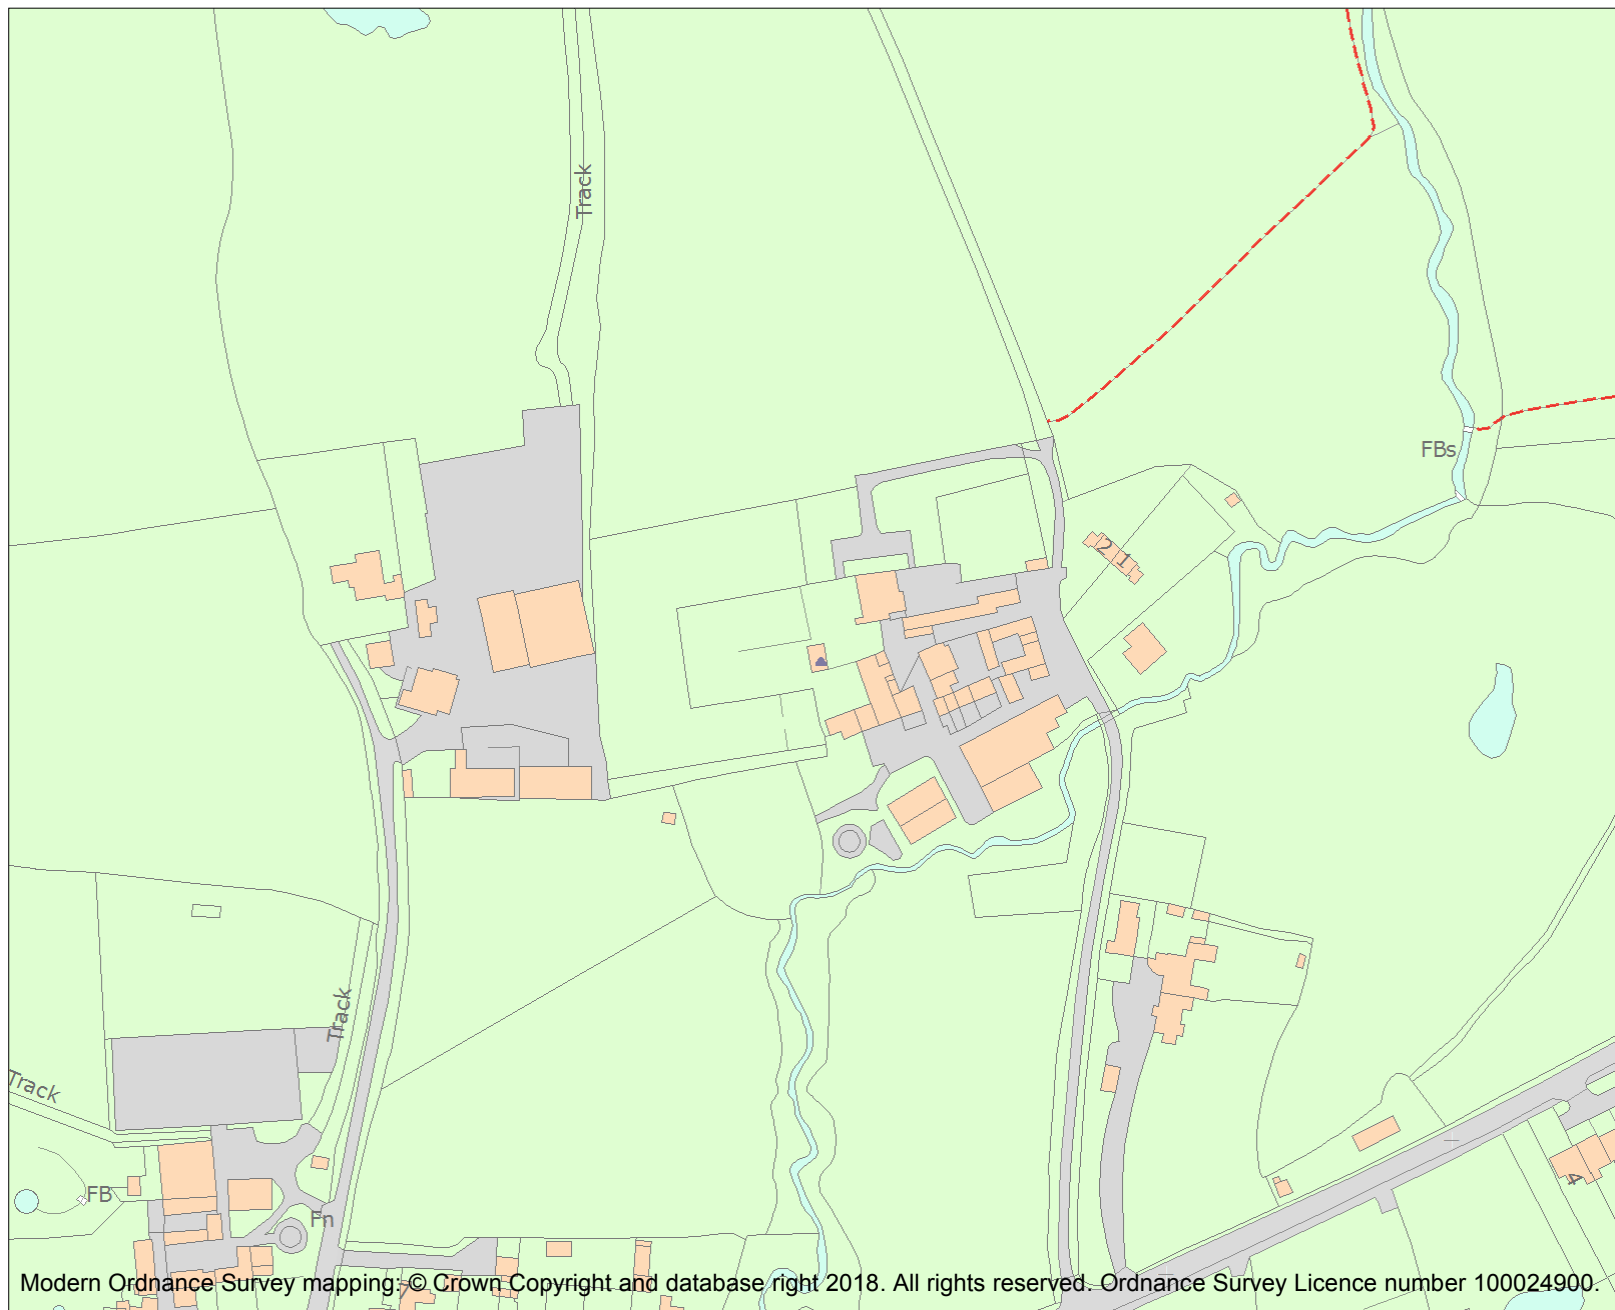 Track
FBs
2 1
Track
Track
FB
Fn
4
7
Modern Ordnance Survey mapping: © Crown Copyright and database right 2018. All rights reserved. Ordnance Survey Licence number 100024900.